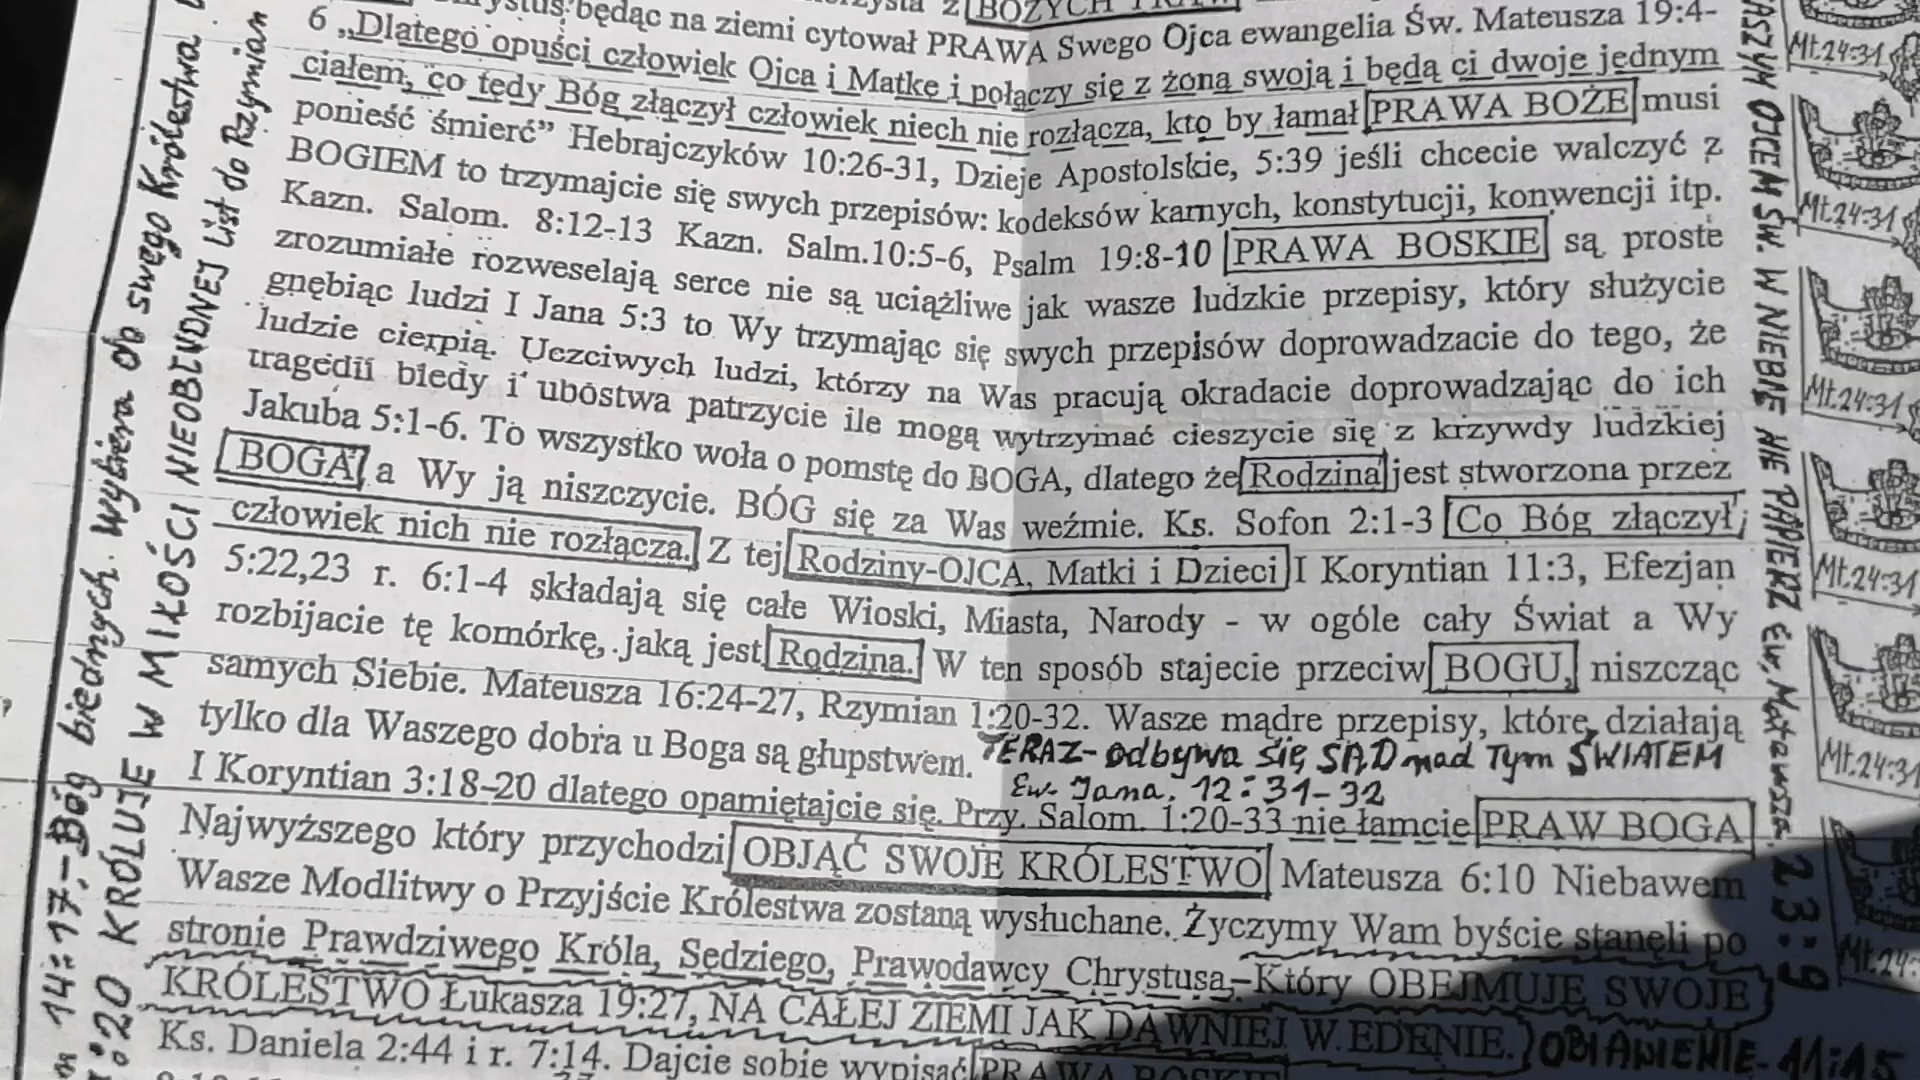 będąc na ziemi cytował PRAWA Swego Ojca ewangelia Św. Mateusza 19:4-
6 „Dlatego opuści człowiek Ojca i Matkę i połączy się z żoną swoją i będą ci dwoje jednym
ciałem, co tedy Bóg złączył człowiek niech nie rozłącza, kto by łamał PRAWA BOŻE musi
ponieść śmierć” Hebrajczyków 10:26-31, Dzieje Apostolskie, 5:39 jeśli chcecie walczyć z
BOGIEM to trzymajcie się swych przepisów: kodeksów karnych, konstytucji, konwencji itp.
Kazn. Salom. 8:12-13 Kazn. Salm.10:5-6, Psalm 19:8-10 PRAWA BOSKIE są proste
zrozumiałe rozweselają serce nie są uciążliwe jak wasze ludzkie przepisy, który służycie
gnębiąc ludzi I Jana 5:3 to Wy trzymając się swych przepisów doprowadzacie do tego, że
ludzie cierpią. Uczciwych ludzi, którzy na Was pracują okradacie doprowadzając do ich
tragedii biedy i ubóstwa patrzycie ile mogą wytrzymać cieszycie się z krzywdy ludzkiej
Jakuba 5:1-6. To wszystko woła o pomstę do BOGA, dlatego że Rodzina jest stworzona przez
BOGA a Wy ją niszczycie. BÓG się za Was weźmie. Ks. Sofon 2:1-3 Co Bóg złączył
człowiek nich nie rozłącza. Z tej Rodziny-OJCA, Matki i Dzieci I Koryntian 11:3, Efezjan
5:22,23 r. 6:1-4 składają się całe Wioski, Miasta, Narody - w ogóle cały Świat a Wy
rozbijacie tę komórkę, jaką jest Rodzina. W ten sposób stajecie przeciw BOGU, niszcząc
samych Siebie. Mateusza 16:24-27, Rzymian 1:20-32. Wasze mądre przepisy, które działają
tylko dla Waszego dobra u Boga są głupstwem. TERAZ- odbywa się SĄD nad Tym ŚWIATEM
Ew. Jana. 12:31-32
I Koryntian 3:18-20 dlatego opamiętajcie się. Przy. Salom. 1:20-33 nie łamcie PRAW BOGA
Najwyższego który przychodzi OBJĄĆ SWOJE KRÓLESTWO Mateusza 6:10 Niebawem
Wasze Modlitwy o Przyjście Królestwa zostaną wysłuchane. Życzymy Wam byście stanęli po
stronie Prawdziwego Króla, Sędziego, Prawodawcy Chrystusa,-Który OBEJMUJE SWOJE
KRÓLESTWO Łukasza 19:27, NA CAŁEJ ZIEMI JAK DAWNIEJ W EDENIE. OBJAWIENIE- 11:15
Ks. Daniela 2:44 i r. 7:14. Dajcie sobie wypisać PRAWA BOSKIE
14:17.-Bóg biednych. Wybiera do swego Królestwa
:20 KRÓLUJE W MIŁOŚCI NIEOBŁUDNEJ List do Rzymian
OJCEM ŚW. W NIEBIE NIE PAPIEŻ Ew. Mateusza. 23:9
Mt.24:31
Mt.24:31
Mt.24:31
Mt.24:31
Mt.24:31